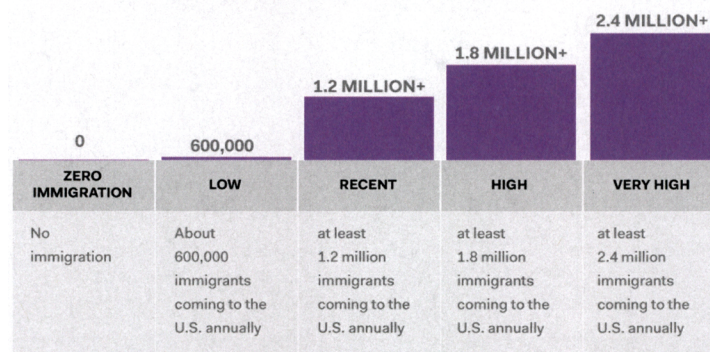 0
600,000
1.2 MILLION+
1.8 MILLION+
2.4 MILLION+
ZERO
IMMIGRATION
LOW
RECENT
HIGH
VERY HIGH
No
immigration
About
600,000
immigrants
coming to the
U.S. annually
at least
1.2 million
immigrants
coming to the
U.S. annually
at least
1.8 million
immigrants
coming to the
U.S. annually
at least
2.4 million
immigrants
coming to the
U.S. annually